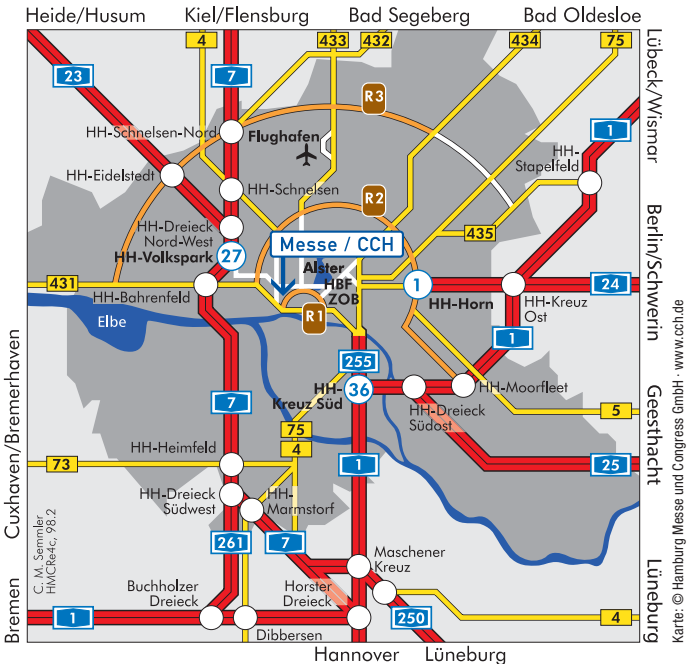 Heide/Husum
Kiel/Flensburg
Bad Segeberg
Bad Oldesloe
4
433
432
434
75
23
7
R3
Lübeck/Wismar
HH-Schnelsen-Nord
Flughafen
1
HH-
Stapelfeld
HH-Eidelstedt
HH-Schnelsen
R2
HH-Dreieck
Nord-West
435
HH-Volkspark
27
Messe / CCH
Berlin/Schwerin
Alster
431
HBF
ZOB
1
24
HH-Bahrenfeld
HH-Horn
HH-Kreuz
Ost
Elbe
R1
1
255
HH-
Kreuz Süd
36
HH-Moorfleet
HH-Dreieck
Südost
7
5
Cuxhaven/Bremerhaven
Geesthacht
75
4
HH-Heimfeld
73
1
25
HH-Dreieck
Südwest
HH-
Marmstorf
C. M. Semmler
HMCRe4c, 98.2
261
7
Maschener
Kreuz
Buchholzer
Dreieck
Horster
Dreieck
Lüneburg
Bremen
1
250
4
Dibbersen
Hannover
Lüneburg
Karte: © Hamburg Messe und Congress GmbH www.cch.de